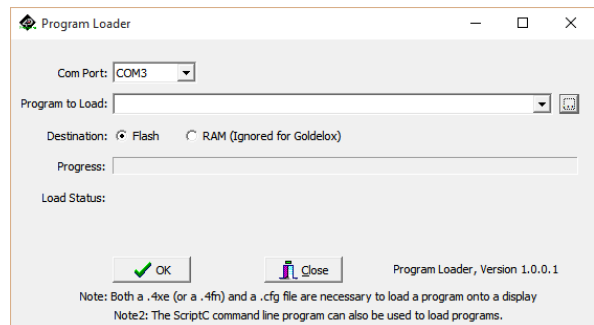 Program Loader
Com Port: COM3
Program to Load:
Destination: Flash RAM (Ignored for Goldelox)
Progress:
Load Status:
OK Close Program Loader, Version 1.0.0.1
Note: Both a .4xe (or a .4fn) and a .cfg file are necessary to load a program onto a display
Note2: The ScriptC command line program can also be used to load programs.